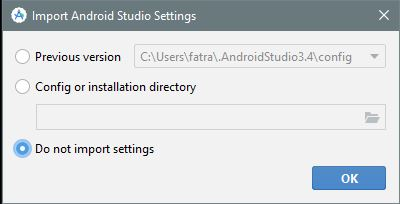 Import Android Studio Settings
Previous version C:\Users\fatra\.AndroidStudio3.4\config
Config or installation directory
Do not import settings
OK